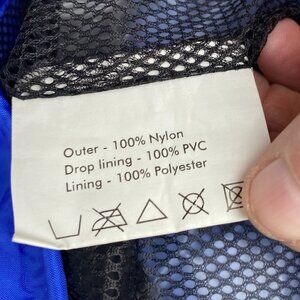 Outer - 100% Nylon
Drop lining - 100% PVC
Lining - 100% Polyester